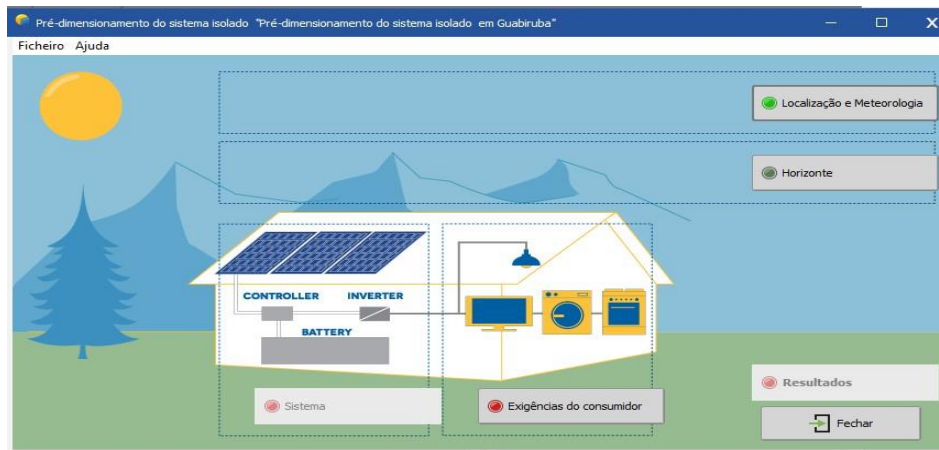 Pré-dimensionamento do sistema isolado "Pré-dimensionamento do sistema isolado em Guabiruba"
Ficheiro Ajuda
Localização e Meteorologia
Horizonte
CONTROLLER INVERTER
BATTERY
Resultados
Sistema
Exigências do consumidor
Fechar